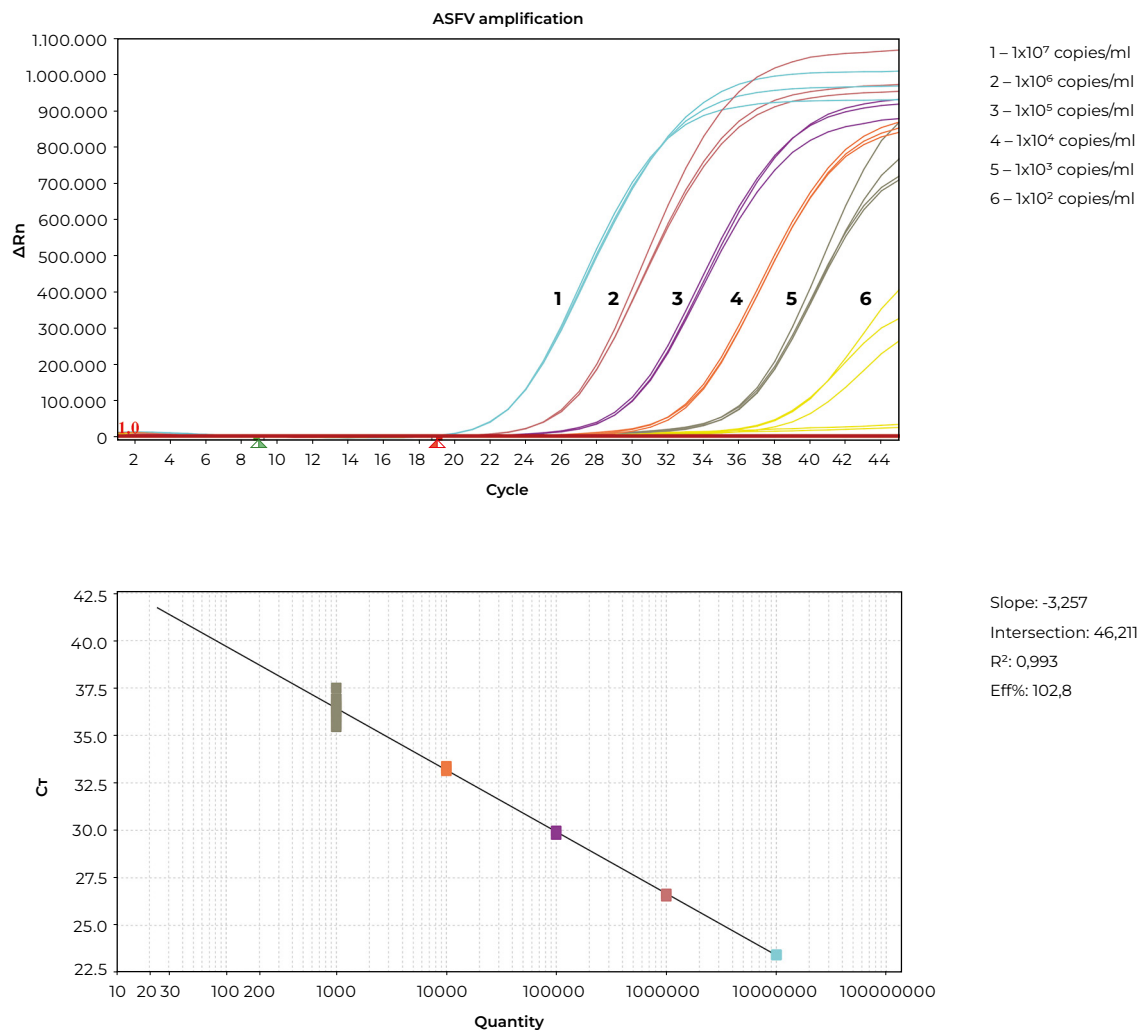 ASFV amplification
1.100.000
1.000.000
900.000
800.000
700.000
600.000
500.000
400.000
300.000
200.000
100.000
0
ΔRn
1.0
1
2
3
4
5
6
2 4 6 8 10 12 14 16 18 20 22 24 26 28 30 32 34 36 38 40 42 44
Cycle
1 – 1x10⁷ copies/ml
2 – 1x10⁶ copies/ml
3 – 1x10⁵ copies/ml
4 – 1x10⁴ copies/ml
5 – 1x10³ copies/ml
6 – 1x10² copies/ml
42.5
40.0
37.5
35.0
32.5
30.0
27.5
25.0
22.5
Cᴛ
10 20 30 100 200 1000 10000 100000 1000000 10000000 100000000
Quantity
Slope: -3,257
Intersection: 46,211
R²: 0,993
Eff%: 102,8